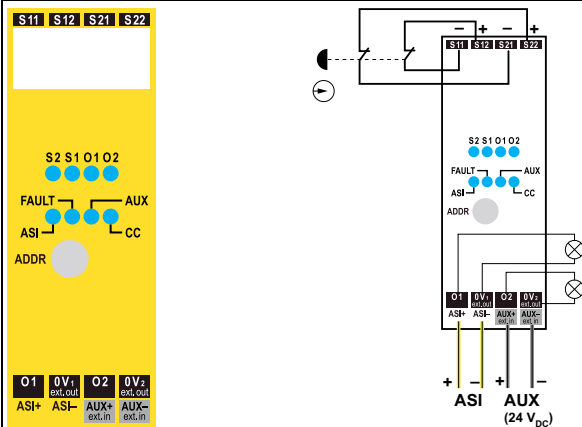 S11 S12 S21 S22
S2 S1 O1 O2
FAULT AUX
ASI CC
ADDR
O1 0V1 ext.out O2 0V2 ext.out
ASI+ ASI– AUX+ ext.in AUX– ext.in
– + – +
S11 S12 S21 S22
S2 S1 O1 O2
FAULT AUX
ASI CC
ADDR
O1 0V1 ext.out O2 0V2 ext.out
ASI+ ASI– AUX+ ext.in AUX– ext.in
+ – + –
ASI AUX
(24 VDC)